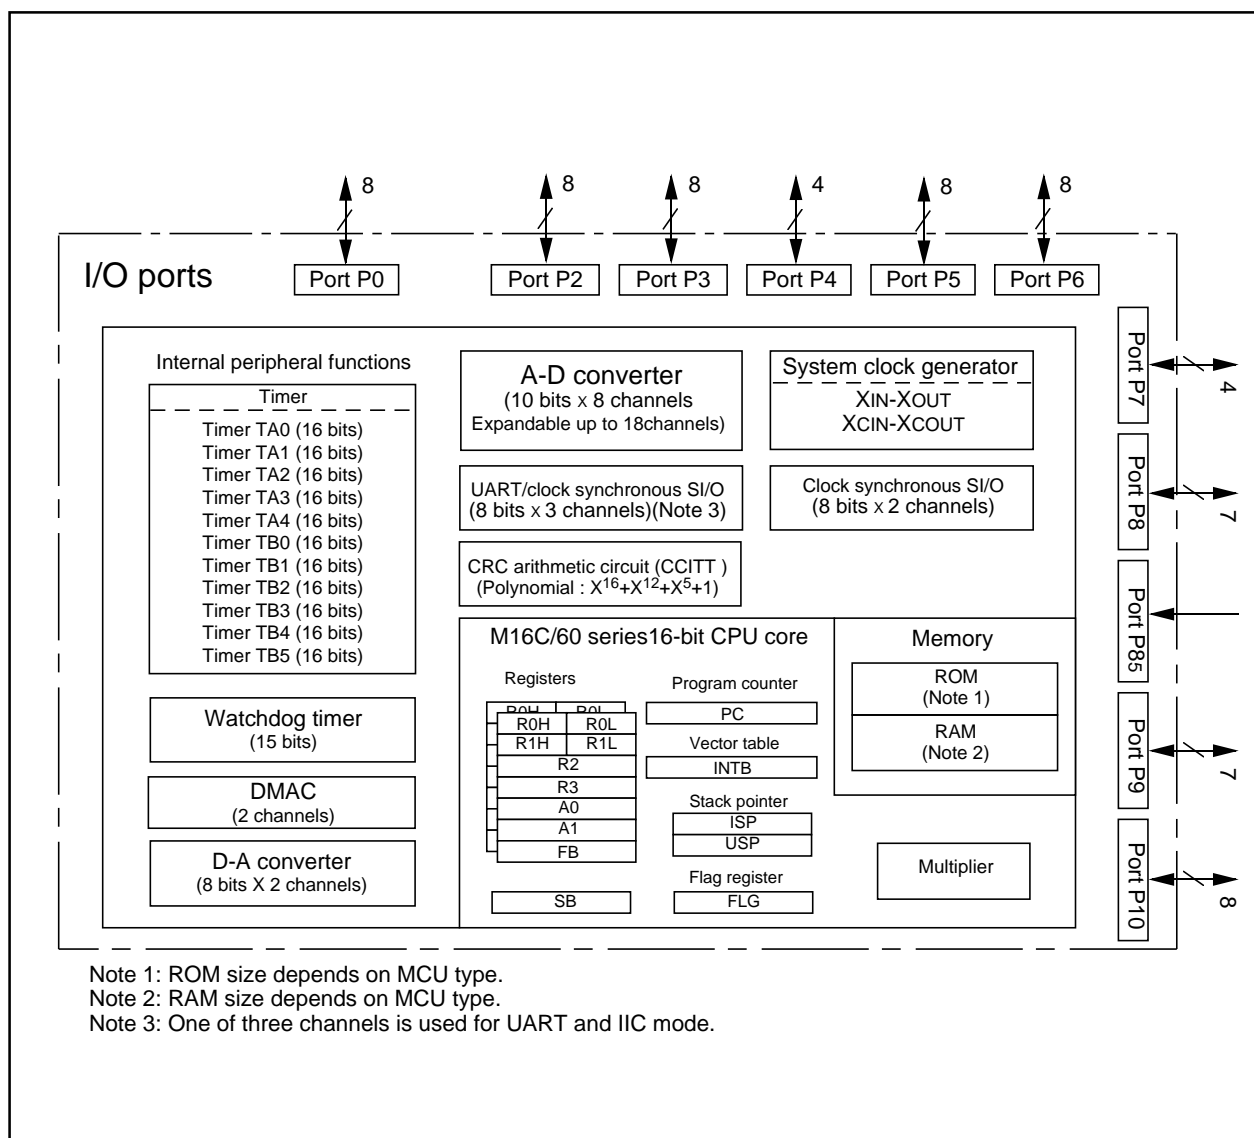 8
8
8
4
8
8
I/O ports
Port P0
Port P2
Port P3
Port P4
Port P5
Port P6
Port P7
4
Port P8
7
Port P85
Port P9
7
Port P10
8
Internal peripheral functions
Timer
Timer TA0 (16 bits)
Timer TA1 (16 bits)
Timer TA2 (16 bits)
Timer TA3 (16 bits)
Timer TA4 (16 bits)
Timer TB0 (16 bits)
Timer TB1 (16 bits)
Timer TB2 (16 bits)
Timer TB3 (16 bits)
Timer TB4 (16 bits)
Timer TB5 (16 bits)
Watchdog timer
(15 bits)
DMAC
(2 channels)
D-A converter
(8 bits X 2 channels)
A-D converter
(10 bits x 8 channels
Expandable up to 18channels)
System clock generator
XIN-XOUT
XCIN-XCOUT
UART/clock synchronous SI/O
(8 bits x 3 channels)(Note 3)
Clock synchronous SI/O
(8 bits x 2 channels)
CRC arithmetic circuit (CCITT )
(Polynomial : X16+X12+X5+1)
M16C/60 series16-bit CPU core
Registers
R0H R0L
R0H R0L
R1H R1L
R2
R3
A0
A1
FB
SB
Program counter
PC
Vector table
INTB
Stack pointer
ISP
USP
Flag register
FLG
Memory
ROM
(Note 1)
RAM
(Note 2)
Multiplier
Note 1: ROM size depends on MCU type.
Note 2: RAM size depends on MCU type.
Note 3: One of three channels is used for UART and IIC mode.